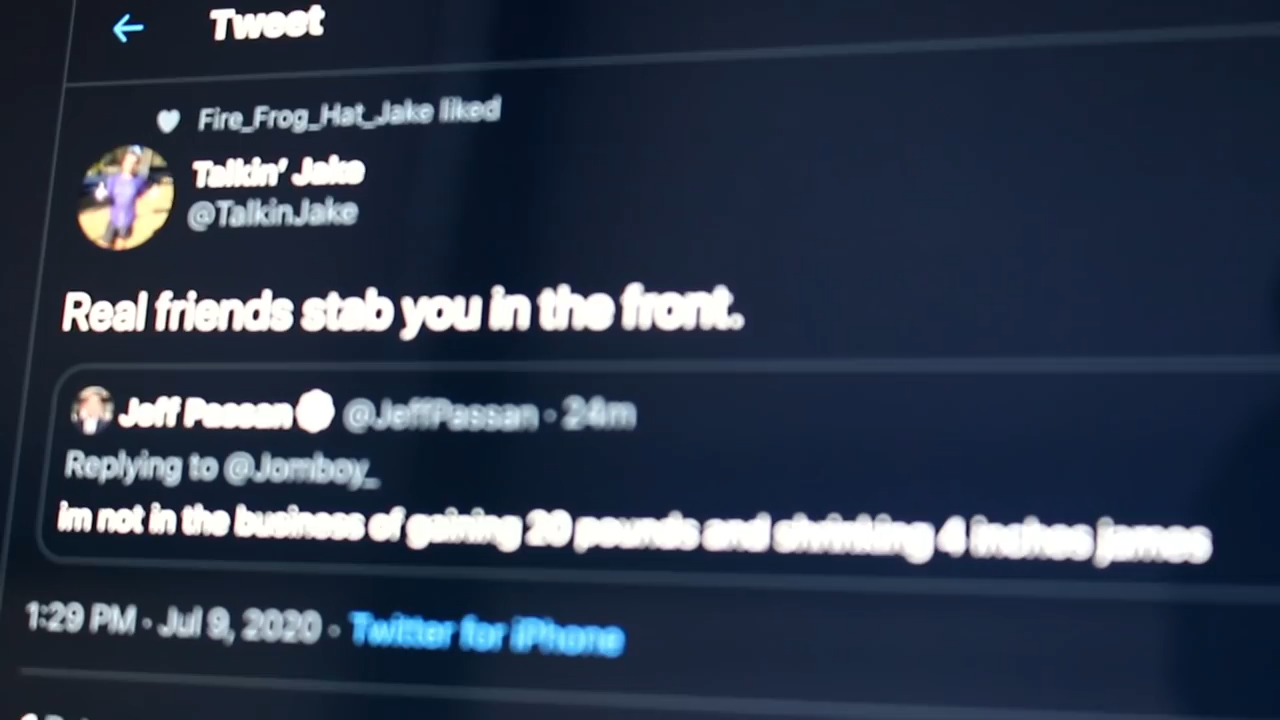 Tweet
Fire_Frog_Hat_Jake liked
Talkin' Jake
@TalkinJake
Real friends stab you in the front.
Jeff Passan @JeffPassan · 24m
Replying to @Jomboy_
im not in the business of gaining 20 pounds and shrinking 4 inches james
1:29 PM · Jul 9, 2020 · Twitter for iPhone